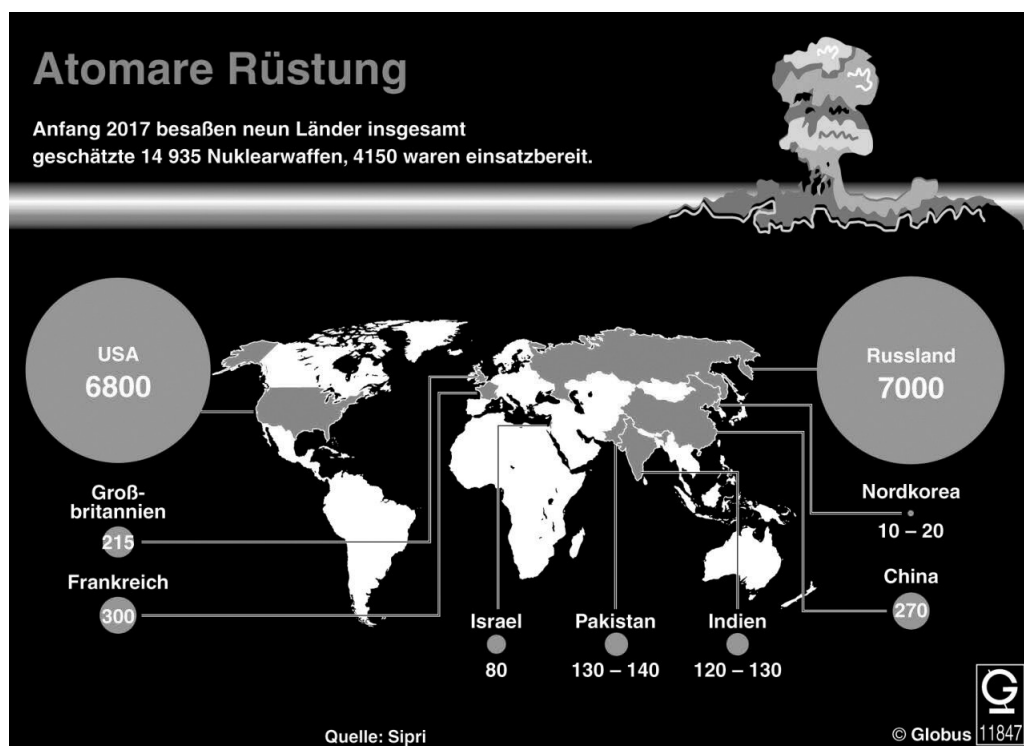 Atomare Rüstung
Anfang 2017 besaßen neun Länder insgesamt
geschätzte 14 935 Nuklearwaffen, 4150 waren einsatzbereit.
USA
6800
Russland
7000
Groß-
britannien
215
Frankreich
300
Israel
80
Pakistan
130 – 140
Indien
120 – 130
Nordkorea
10 – 20
China
270
Quelle: Sipri
© Globus
G
11847